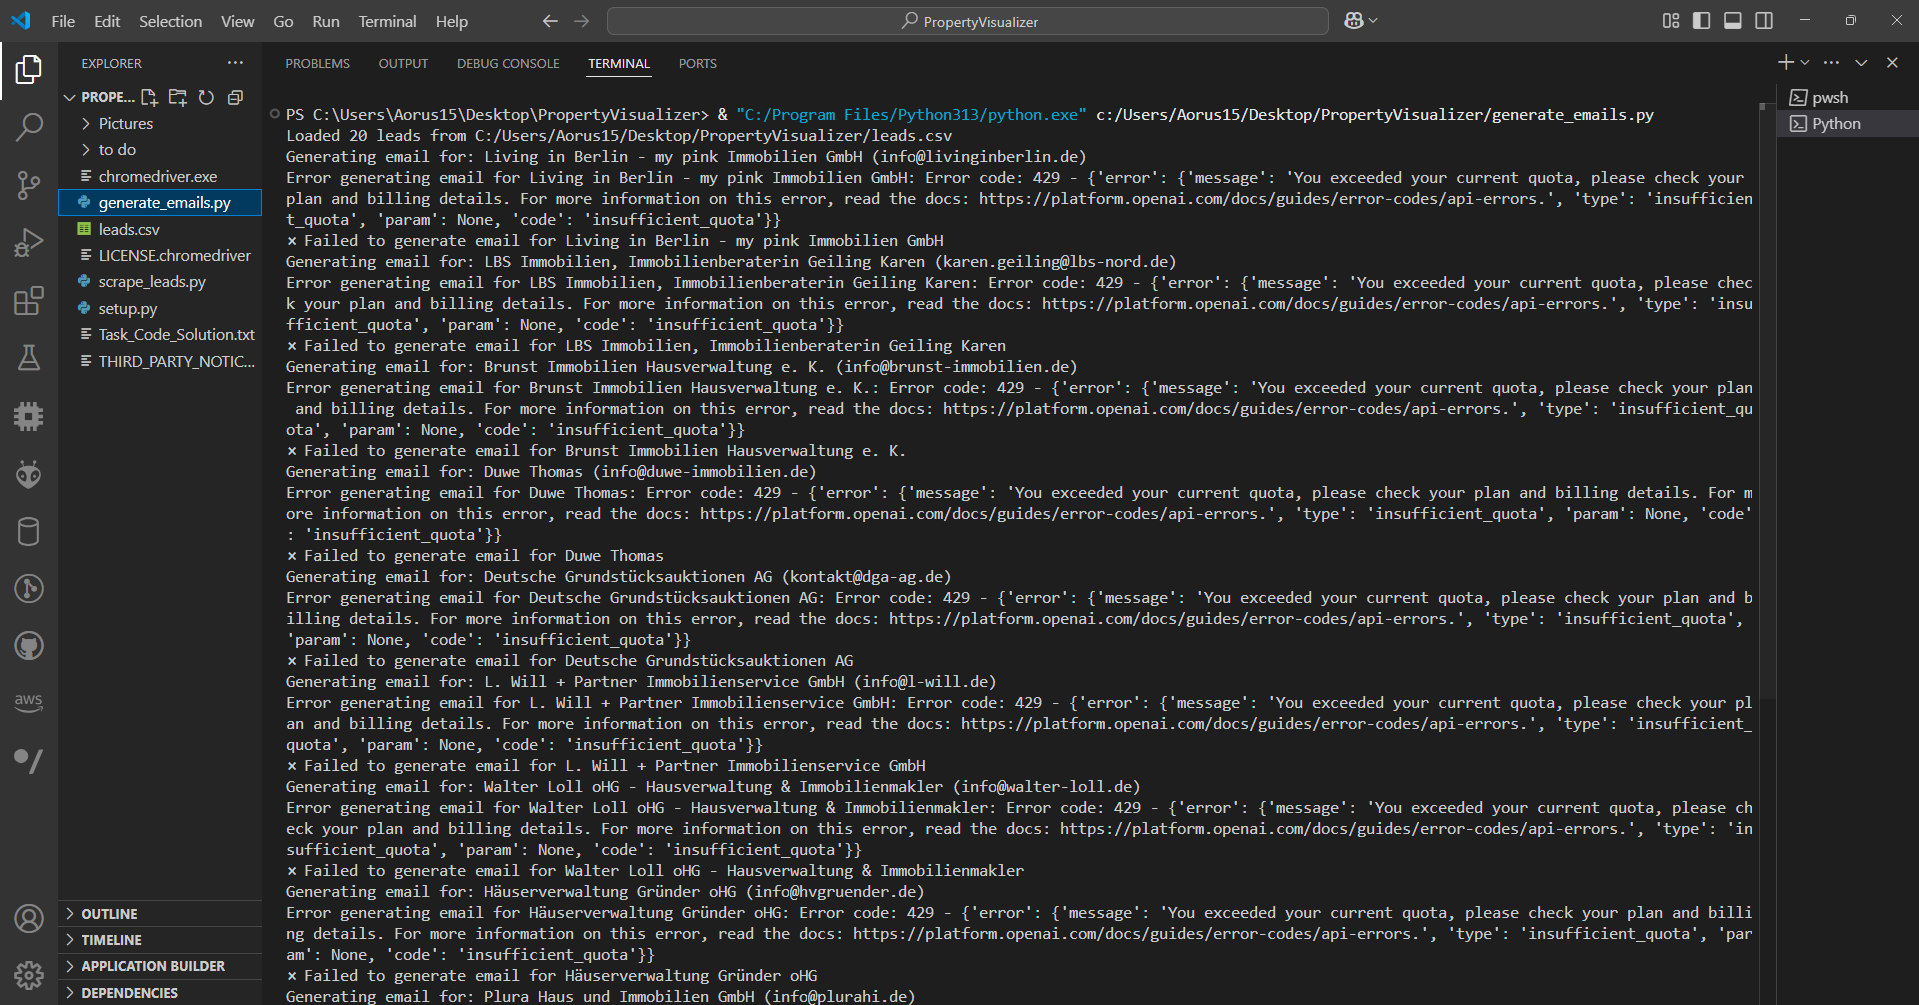 File Edit Selection View Go Run Terminal Help
PropertyVisualizer
EXPLORER
PROPE...
Pictures
to do
chromedriver.exe
generate_emails.py
leads.csv
LICENSE.chromedriver
scrape_leads.py
setup.py
Task_Code_Solution.txt
THIRD_PARTY_NOTIC...
aws
OUTLINE
TIMELINE
APPLICATION BUILDER
DEPENDENCIES
PROBLEMS OUTPUT DEBUG CONSOLE TERMINAL PORTS
PS C:\Users\Aorus15\Desktop\PropertyVisualizer> & "C:/Program Files/Python313/python.exe" c:/Users/Aorus15/Desktop/PropertyVisualizer/generate_emails.py
Loaded 20 leads from C:/Users/Aorus15/Desktop/PropertyVisualizer/leads.csv
Generating email for: Living in Berlin - my pink Immobilien GmbH (info@livinginberlin.de)
Error generating email for Living in Berlin - my pink Immobilien GmbH: Error code: 429 - {'error': {'message': 'You exceeded your current quota, please check your
plan and billing details. For more information on this error, read the docs: https://platform.openai.com/docs/guides/error-codes/api-errors.', 'type': 'insufficien
t_quota', 'param': None, 'code': 'insufficient_quota'}}
× Failed to generate email for Living in Berlin - my pink Immobilien GmbH
Generating email for: LBS Immobilien, Immobilienberaterin Geiling Karen (karen.geiling@lbs-nord.de)
Error generating email for LBS Immobilien, Immobilienberaterin Geiling Karen: Error code: 429 - {'error': {'message': 'You exceeded your current quota, please chec
k your plan and billing details. For more information on this error, read the docs: https://platform.openai.com/docs/guides/error-codes/api-errors.', 'type': 'insu
fficient_quota', 'param': None, 'code': 'insufficient_quota'}}
× Failed to generate email for LBS Immobilien, Immobilienberaterin Geiling Karen
Generating email for: Brunst Immobilien Hausverwaltung e. K. (info@brunst-immobilien.de)
Error generating email for Brunst Immobilien Hausverwaltung e. K.: Error code: 429 - {'error': {'message': 'You exceeded your current quota, please check your plan
and billing details. For more information on this error, read the docs: https://platform.openai.com/docs/guides/error-codes/api-errors.', 'type': 'insufficient_qu
ota', 'param': None, 'code': 'insufficient_quota'}}
× Failed to generate email for Brunst Immobilien Hausverwaltung e. K.
Generating email for: Duwe Thomas (info@duwe-immobilien.de)
Error generating email for Duwe Thomas: Error code: 429 - {'error': {'message': 'You exceeded your current quota, please check your plan and billing details. For m
ore information on this error, read the docs: https://platform.openai.com/docs/guides/error-codes/api-errors.', 'type': 'insufficient_quota', 'param': None, 'code'
: 'insufficient_quota'}}
× Failed to generate email for Duwe Thomas
Generating email for: Deutsche Grundstücksauktionen AG (kontakt@dga-ag.de)
Error generating email for Deutsche Grundstücksauktionen AG: Error code: 429 - {'error': {'message': 'You exceeded your current quota, please check your plan and b
illing details. For more information on this error, read the docs: https://platform.openai.com/docs/guides/error-codes/api-errors.', 'type': 'insufficient_quota',
'param': None, 'code': 'insufficient_quota'}}
× Failed to generate email for Deutsche Grundstücksauktionen AG
Generating email for: L. Will + Partner Immobilienservice GmbH (info@l-will.de)
Error generating email for L. Will + Partner Immobilienservice GmbH: Error code: 429 - {'error': {'message': 'You exceeded your current quota, please check your pl
an and billing details. For more information on this error, read the docs: https://platform.openai.com/docs/guides/error-codes/api-errors.', 'type': 'insufficient_
quota', 'param': None, 'code': 'insufficient_quota'}}
× Failed to generate email for L. Will + Partner Immobilienservice GmbH
Generating email for: Walter Loll oHG - Hausverwaltung & Immobilienmakler (info@walter-loll.de)
Error generating email for Walter Loll oHG - Hausverwaltung & Immobilienmakler: Error code: 429 - {'error': {'message': 'You exceeded your current quota, please ch
eck your plan and billing details. For more information on this error, read the docs: https://platform.openai.com/docs/guides/error-codes/api-errors.', 'type': 'in
sufficient_quota', 'param': None, 'code': 'insufficient_quota'}}
× Failed to generate email for Walter Loll oHG - Hausverwaltung & Immobilienmakler
Generating email for: Häuserverwaltung Gründer oHG (info@hvgruender.de)
Error generating email for Häuserverwaltung Gründer oHG: Error code: 429 - {'error': {'message': 'You exceeded your current quota, please check your plan and billi
ng details. For more information on this error, read the docs: https://platform.openai.com/docs/guides/error-codes/api-errors.', 'type': 'insufficient_quota', 'par
am': None, 'code': 'insufficient_quota'}}
× Failed to generate email for Häuserverwaltung Gründer oHG
Generating email for: Plura Haus und Immobilien GmbH (info@plurahi.de)
pwsh
Python